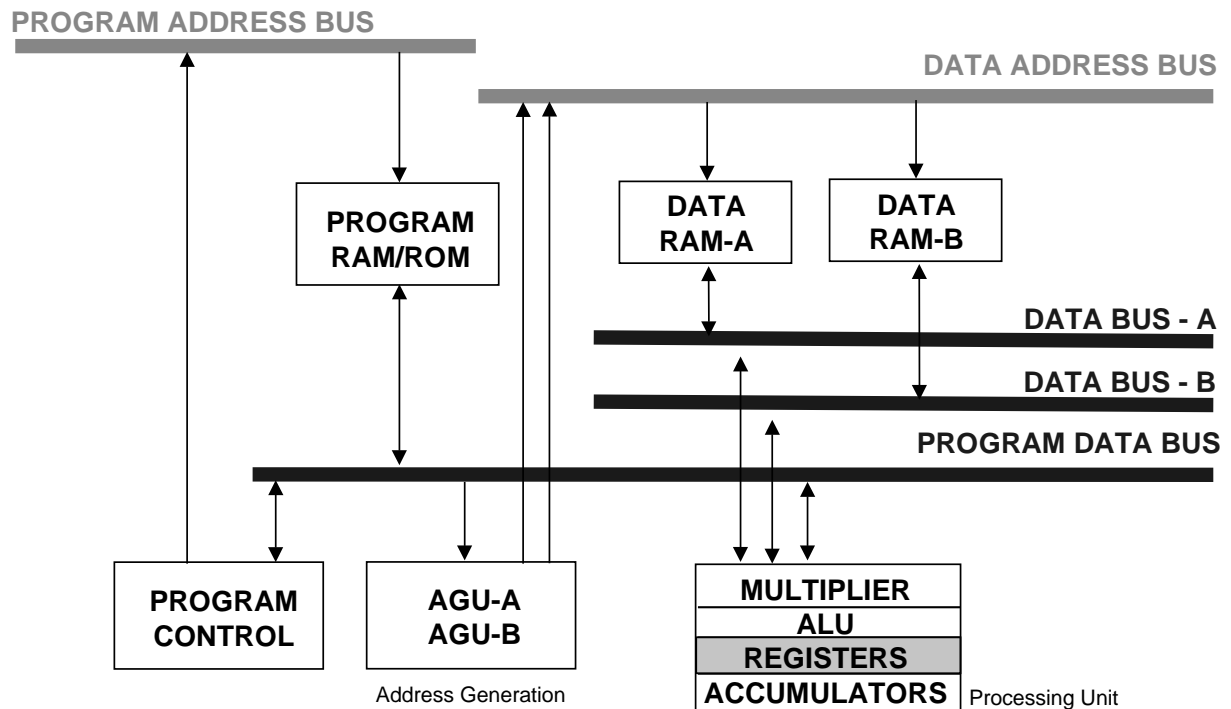 PROGRAM ADDRESS BUS
DATA ADDRESS BUS
PROGRAM
RAM/ROM
DATA
RAM-A
DATA
RAM-B
DATA BUS - A
DATA BUS - B
PROGRAM DATA BUS
PROGRAM
CONTROL
AGU-A
AGU-B
MULTIPLIER
ALU
REGISTERS
ACCUMULATORS
Address Generation
Processing Unit